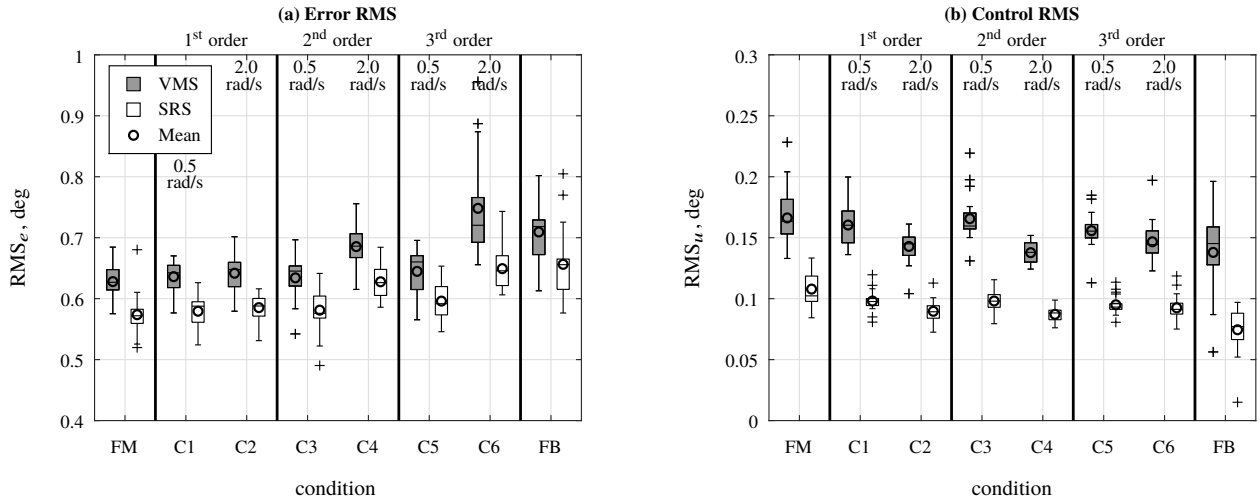 (a) Error RMS
1st order 2nd order 3rd order
2.0 0.5 2.0 0.5 2.0
rad/s rad/s rad/s rad/s rad/s
VMS
SRS
Mean
0.5
rad/s
1
0.9
0.8
0.7
0.6
0.5
0.4
RMSe, deg
FM C1 C2 C3 C4 C5 C6 FB
condition
(b) Control RMS
1st order 2nd order 3rd order
0.5 2.0 0.5 2.0 0.5 2.0
rad/s rad/s rad/s rad/s rad/s rad/s
0.3
0.25
0.2
0.15
0.1
0.05
0
RMSu, deg
FM C1 C2 C3 C4 C5 C6 FB
condition